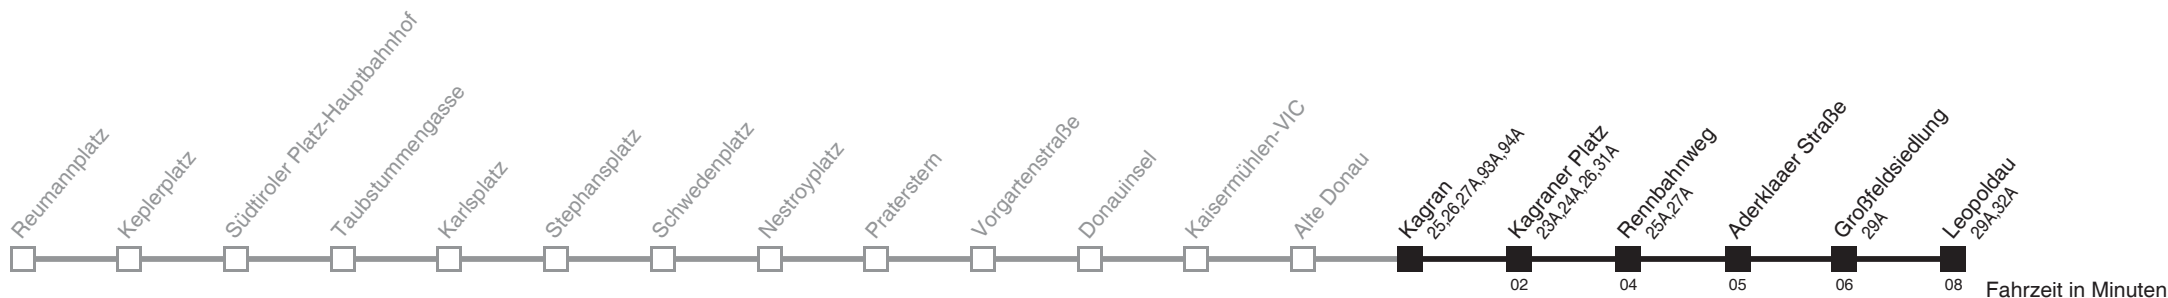 Reumannplatz
Keplerplatz
Südtiroler Platz-Hauptbahnhof
Taubstummengasse
Karlsplatz
Stephansplatz
Schwedenplatz
Nestroyplatz
Praterstern
Vorgartenstraße
Donauinsel
Kaisermühlen-VIC
Alte Donau
Kagran
25,26,27A,93A,94A
Kagraner Platz
23A,24A,26,31A
Rennbahnweg
25A,27A
Aderklaaer Straße
Großfeldsiedlung
29A
Leopoldau
29A,32A
02 04 05 06 08 Fahrzeit in Minuten